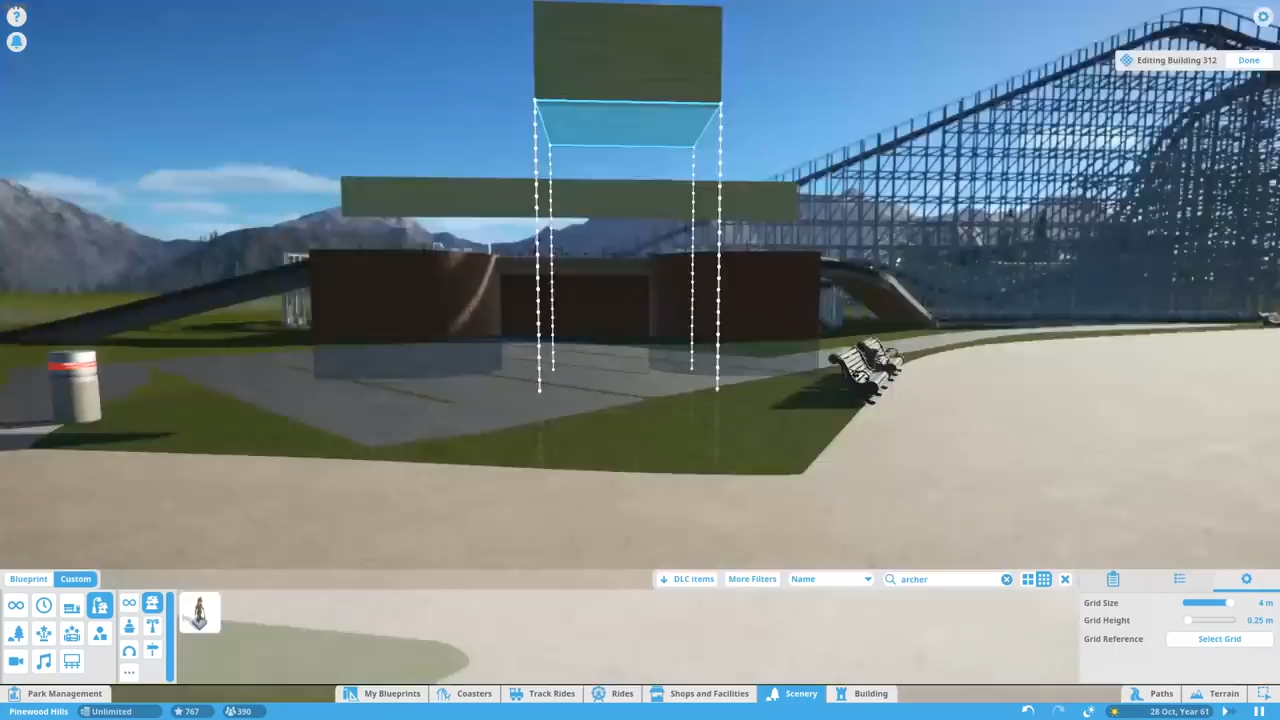 ?
Editing Building 312 Done
Blueprint Custom
DLC Items More Filters Name archer
Grid Size 4 m
Grid Height 0.25 m
Grid Reference Select Grid
Park Management My Blueprints Coasters Track Rides Rides Shops and Facilities Scenery Building Paths Terrain
Pinewood Hills Unlimited 767 390 28 Oct, Year 61